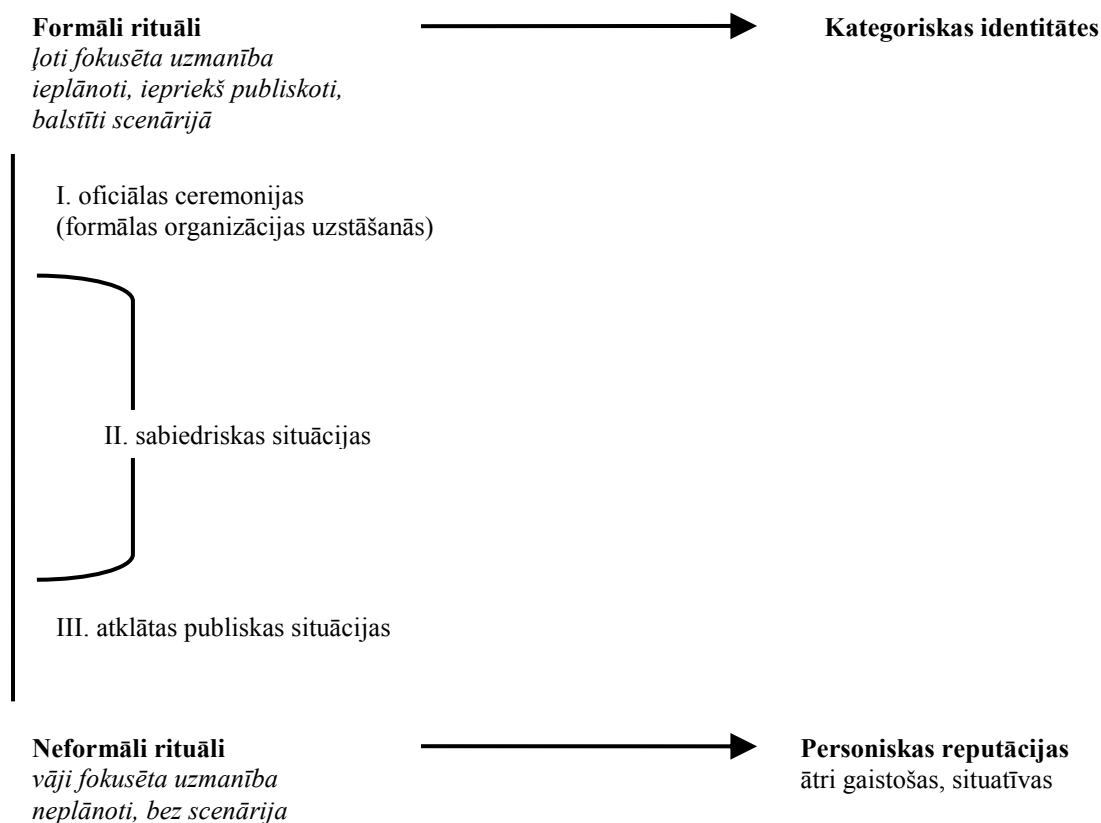 Formāli rituāli
Kategoriskas identitātes
ļoti fokusēta uzmanība
ieplānoti, iepriekš publiskoti,
balstīti scenārijā
I. oficiālas ceremonijas
(formālas organizācijas uzstāšanās)
II. sabiedriskas situācijas
III. atklātas publiskas situācijas
Neformāli rituāli
Personiskas reputācijas
vāji fokusēta uzmanība
ātri gaistošas, situatīvas
neplānoti, bez scenārija